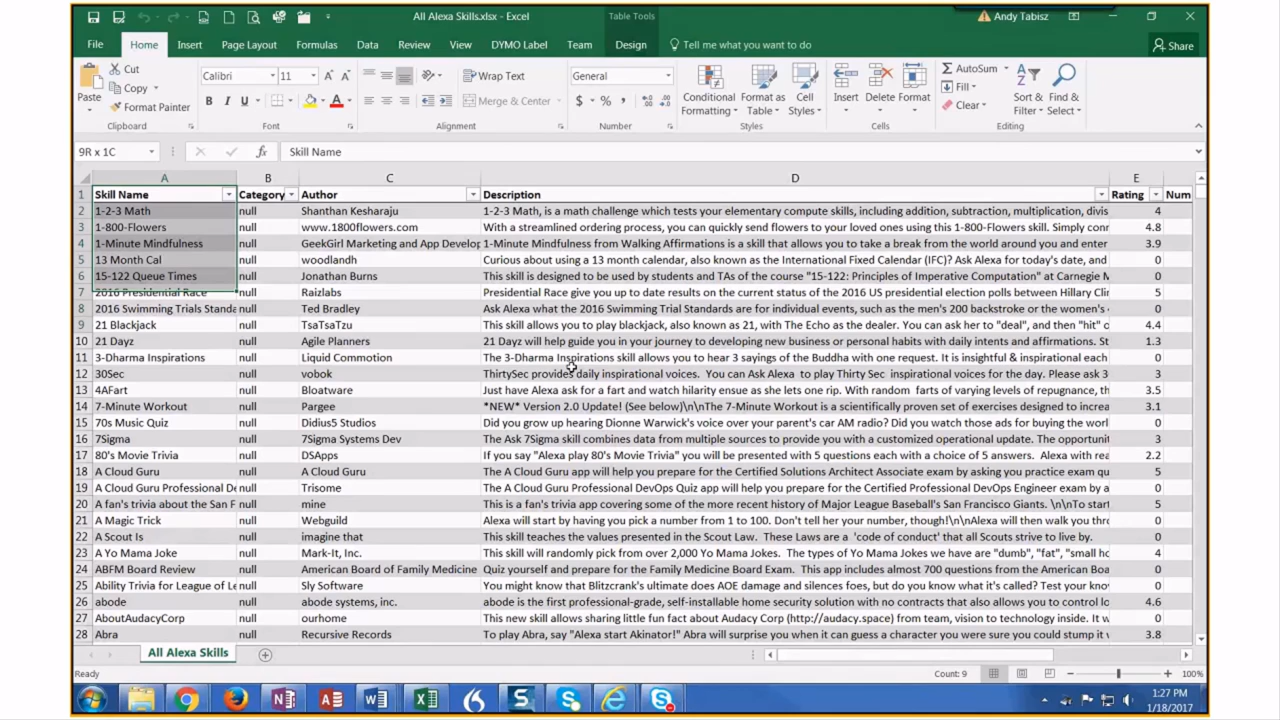 All Alexa Skills.xlsx - Excel
Table Tools
Andy Tabisz
File Home Insert Page Layout Formulas Data Review View DYMO Label Team Design Tell me what you want to do Share
Paste
Cut
Copy
Format Painter
Calibri 11
B I U
Wrap Text
Merge & Center
General
$ % ,
Conditional Formatting
Format as Table
Cell Styles
Insert Delete Format
AutoSum
Fill
Clear
Sort & Filter
Find & Select
Clipboard Font Alignment Number Styles Cells Editing
9R x 1C fx Skill Name
A B C D E
1 Skill Name Category Author Description Rating Num
2 1-2-3 Math null Shanthan Kesharaju 1-2-3 Math, is a math challenge which tests your elementary compute skills, including addition, subtraction, multiplication, divis 4
3 1-800-Flowers null www.1800flowers.com With a streamlined ordering process, you can quickly send flowers to your loved ones using this 1-800-Flowers skill. Simply conn 4.8
4 1-Minute Mindfulness null GeekGirl Marketing and App Develop 1-Minute Mindfulness from Walking Affirmations is a skill that allows you to take a break from the world around you and enter 3.9
5 13 Month Cal null woodlandh Curious about using a 13 month calendar, also known as the International Fixed Calendar (IFC)? Ask Alexa for today's date, and 0
6 15-122 Queue Times null Jonathan Burns This skill is designed to be used by students and TAs of the course "15-122: Principles of Imperative Computation" at Carnegie M 0
7 2016 Presidential Race null Raizlabs Presidential Race give you up to date results on the current status of the 2016 US presidential election polls between Hillary Clin 5
8 2016 Swimming Trials Standa null Ted Bradley Ask Alexa what the 2016 Swimming Trial Standards are for individual events, such as the men's 200 backstroke or the women's 0
9 21 Blackjack null TsaTsaTzu This skill allows you to play blackjack, also known as 21, with The Echo as the dealer. You can ask her to "deal", and then "hit" o 4.4
10 21 Dayz null Agile Planners 21 Dayz will help guide you in your journey to developing new business or personal habits with daily intents and affirmations. St 1.3
11 3-Dharma Inspirations null Liquid Commotion The 3-Dharma Inspirations skill allows you to hear 3 sayings of the Buddha with one request. It is insightful & inspirational each 0
12 30Sec null vobok ThirtySec provides daily inspirational voices. You can Ask Alexa to play Thirty Sec inspirational voices for the day. Please ask 3 3
13 4AFart null Bloatware Just have Alexa ask for a fart and watch hilarity ensue as she lets one rip. With random farts of varying levels of repugnance, th 3.5
14 7-Minute Workout null Pargee *NEW* Version 2.0 Update! (See below)\n\nThe 7-Minute Workout is a scientifically proven set of exercises designed to increa 3.1
15 70s Music Quiz null Didius5 Studios Did you grow up hearing Dionne Warwick's voice over your parent's car AM radio? Did you watch those ads for buying the worl 0
16 7Sigma null 7Sigma Systems Dev The Ask 7Sigma skill combines data from multiple sources to provide you with a customized operational update. The opportunit 3
17 80's Movie Trivia null DSApps If you say "Alexa play 80's Movie Trivia" you will be presented with 5 questions each with a choice of 5 answers. Alexa with rea 2.2
18 A Cloud Guru null A Cloud Guru The A Cloud Guru app will help you prepare for the Certified Solutions Architect Associate exam by asking you practice exam qu 5
19 A Cloud Guru Professional De null Trisome The A Cloud Guru Professional DevOps Quiz app will help you prepare for the Certified Professional DevOps Engineer exam by a 0
20 A fan's trivia about the San F null mine This is a fan's trivia app covering some of the more recent history of Major League Baseball's San Francisco Giants. \n\nTo start 5
21 A Magic Trick null Webguild Alexa will start by having you pick a number from 1 to 100. Don't tell her your number, though!\n\nAlexa will then walk you thro 0
22 A Scout Is null imagine that This skill teaches the values presented in the Scout Law. These Laws are a 'code of conduct' that all Scouts strive to live by. 0
23 A Yo Mama Joke null Mark-It, Inc. This skill will randomly pick from over 2,000 Yo Mama Jokes. The types of Yo Mama Jokes we have are "dumb", "fat", "small ho 4
24 ABFM Board Review null American Board of Family Medicine Quiz yourself and prepare for the Family Medicine Board Exam. This app includes almost 700 questions from the American Boa 0
25 Ability Trivia for League of Le null Sly Software You might know that Blitzcrank's ultimate does AOE damage and silences foes, but do you know what it's called? Test your kno 0
26 abode null abode systems, inc. abode is the first professional-grade, self-installable home security solution with no contracts that also allows you to control lo 4.6
27 AboutAudacyCorp null ourhome This new skill allows sharing little fun fact about Audacy Corp (http://audacy.space) from team, vision to technology inside. It w 0
28 Abra null Recursive Records To play Abra, say "Alexa start Akinator!" Abra will surprise you when it can guess a character you were sure you could stump it v 3.8
All Alexa Skills
Ready Count: 9 100%
1:27 PM
1/18/2017